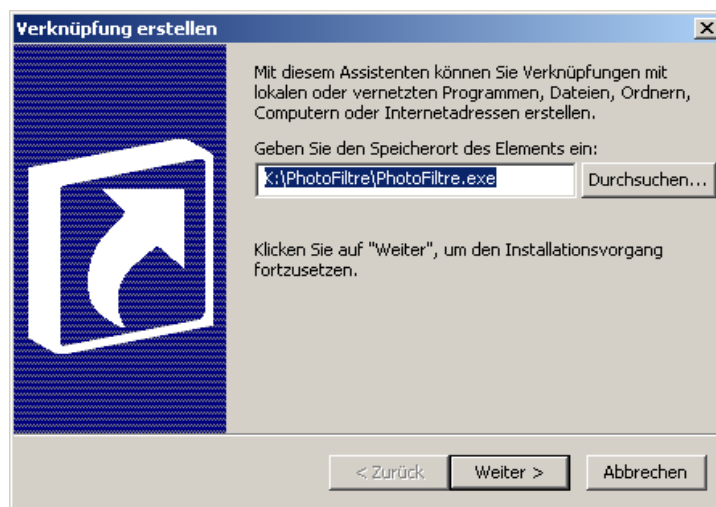 Verknüpfung erstellen
Mit diesem Assistenten können Sie Verknüpfungen mit
lokalen oder vernetzten Programmen, Dateien, Ordnern,
Computern oder Internetadressen erstellen.
Geben Sie den Speicherort des Elements ein:
K:\PhotoFiltre\PhotoFiltre.exe Durchsuchen...
Klicken Sie auf "Weiter", um den Installationsvorgang
fortzusetzen.
< Zurück Weiter > Abbrechen